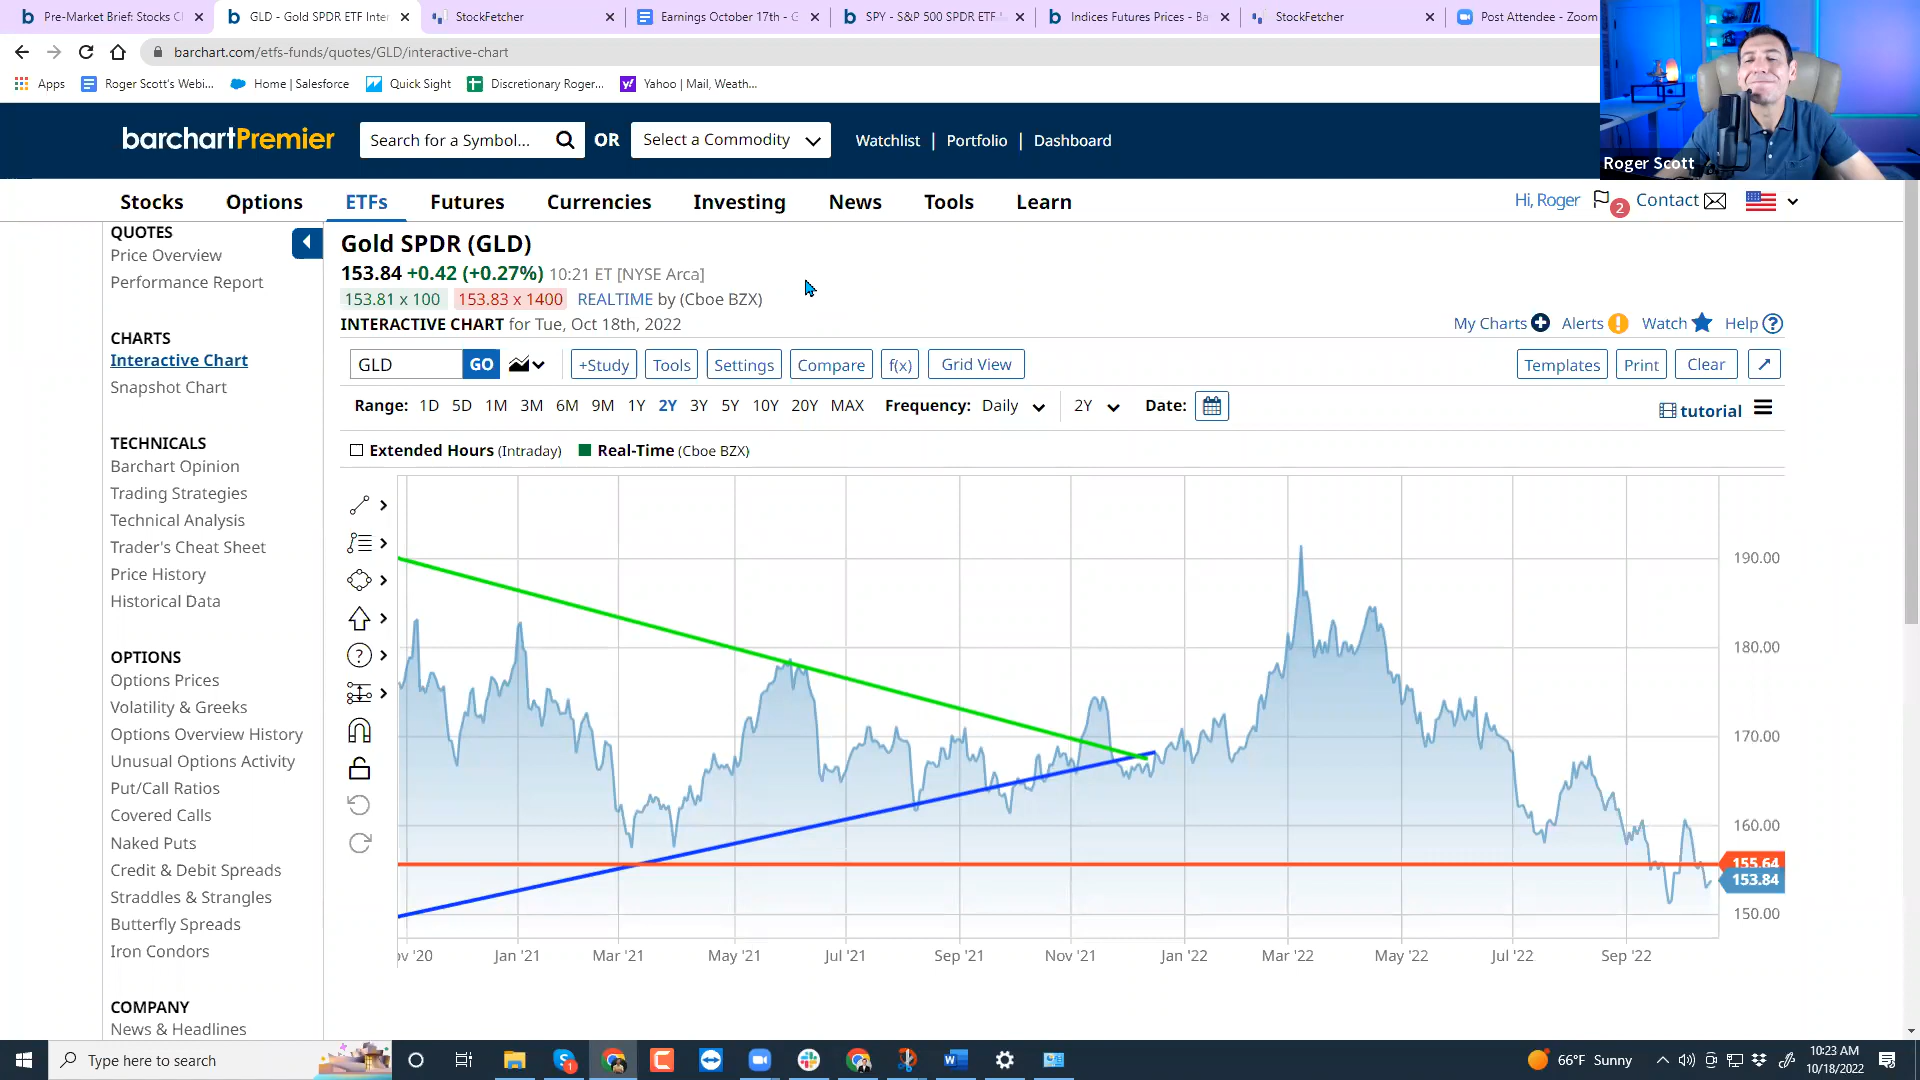 Pre-Market Brief: Stocks C
GLD - Gold SPDR ETF Inter
StockFetcher
Earnings October 17th - G
SPY - S&P 500 SPDR ETF
Indices Futures Prices - Ba
StockFetcher
Post Attendee - Zoom
barchart.com/etfs-funds/quotes/GLD/interactive-chart
Apps
Roger Scott's Webi...
Home | Salesforce
Quick Sight
Discretionary Roger...
Yahoo | Mail, Weath...
Roger Scott
barchartPremier
Search for a Symbol...
OR
Select a Commodity
Watchlist | Portfolio | Dashboard
Stocks
Options
ETFs
Futures
Currencies
Investing
News
Tools
Learn
Hi, Roger
2
Contact
QUOTES
Price Overview
Performance Report
CHARTS
Interactive Chart
Snapshot Chart
TECHNICALS
Barchart Opinion
Trading Strategies
Technical Analysis
Trader's Cheat Sheet
Price History
Historical Data
OPTIONS
Options Prices
Volatility & Greeks
Options Overview History
Unusual Options Activity
Put/Call Ratios
Covered Calls
Naked Puts
Credit & Debit Spreads
Straddles & Strangles
Butterfly Spreads
Iron Condors
COMPANY
News & Headlines
Gold SPDR (GLD)
153.84 +0.42 (+0.27%) 10:21 ET [NYSE Arca]
153.81 x 100 153.83 x 1400 REALTIME by (Cboe BZX)
INTERACTIVE CHART for Tue, Oct 18th, 2022
My Charts
Alerts
Watch
Help
GLD
GO
+Study
Tools
Settings
Compare
f(x)
Grid View
Templates
Print
Clear
Range: 1D 5D 1M 3M 6M 9M 1Y 2Y 3Y 5Y 10Y 20Y MAX Frequency: Daily 2Y Date:
tutorial
Extended Hours (Intraday) Real-Time (Cboe BZX)
190.00
180.00
170.00
160.00
155.64
153.84
150.00
ov '20
Jan '21
Mar '21
May '21
Jul '21
Sep '21
Nov '21
Jan '22
Mar '22
May '22
Jul '22
Sep '22
Type here to search
66°F Sunny
10:23 AM
10/18/2022